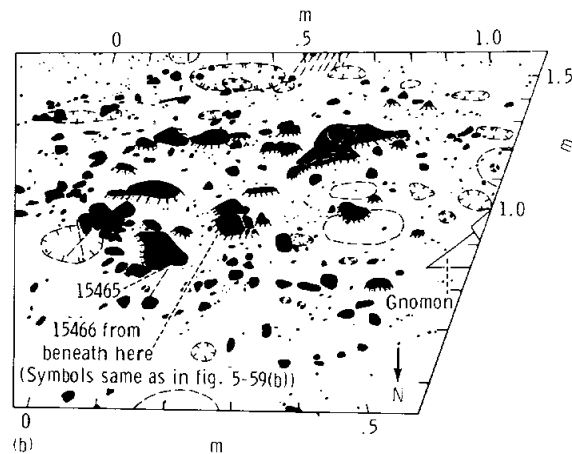 m
0 .5 1.0
1.5
m
1.0
15465
15466 from
beneath here
(Symbols same as in fig. 5-59(b))
Gnomon
N
0 .5
(b) m